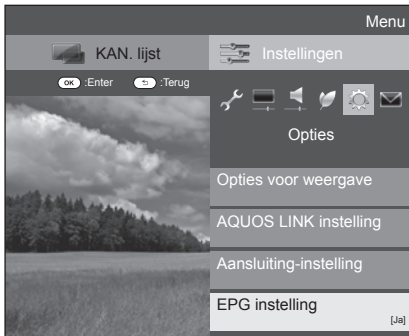 Menu
KAN. lijst
Instellingen
OK :Enter :Terug
Opties
Opties voor weergave
AQUOS LINK instelling
Aansluiting-instelling
EPG instelling
[Ja]